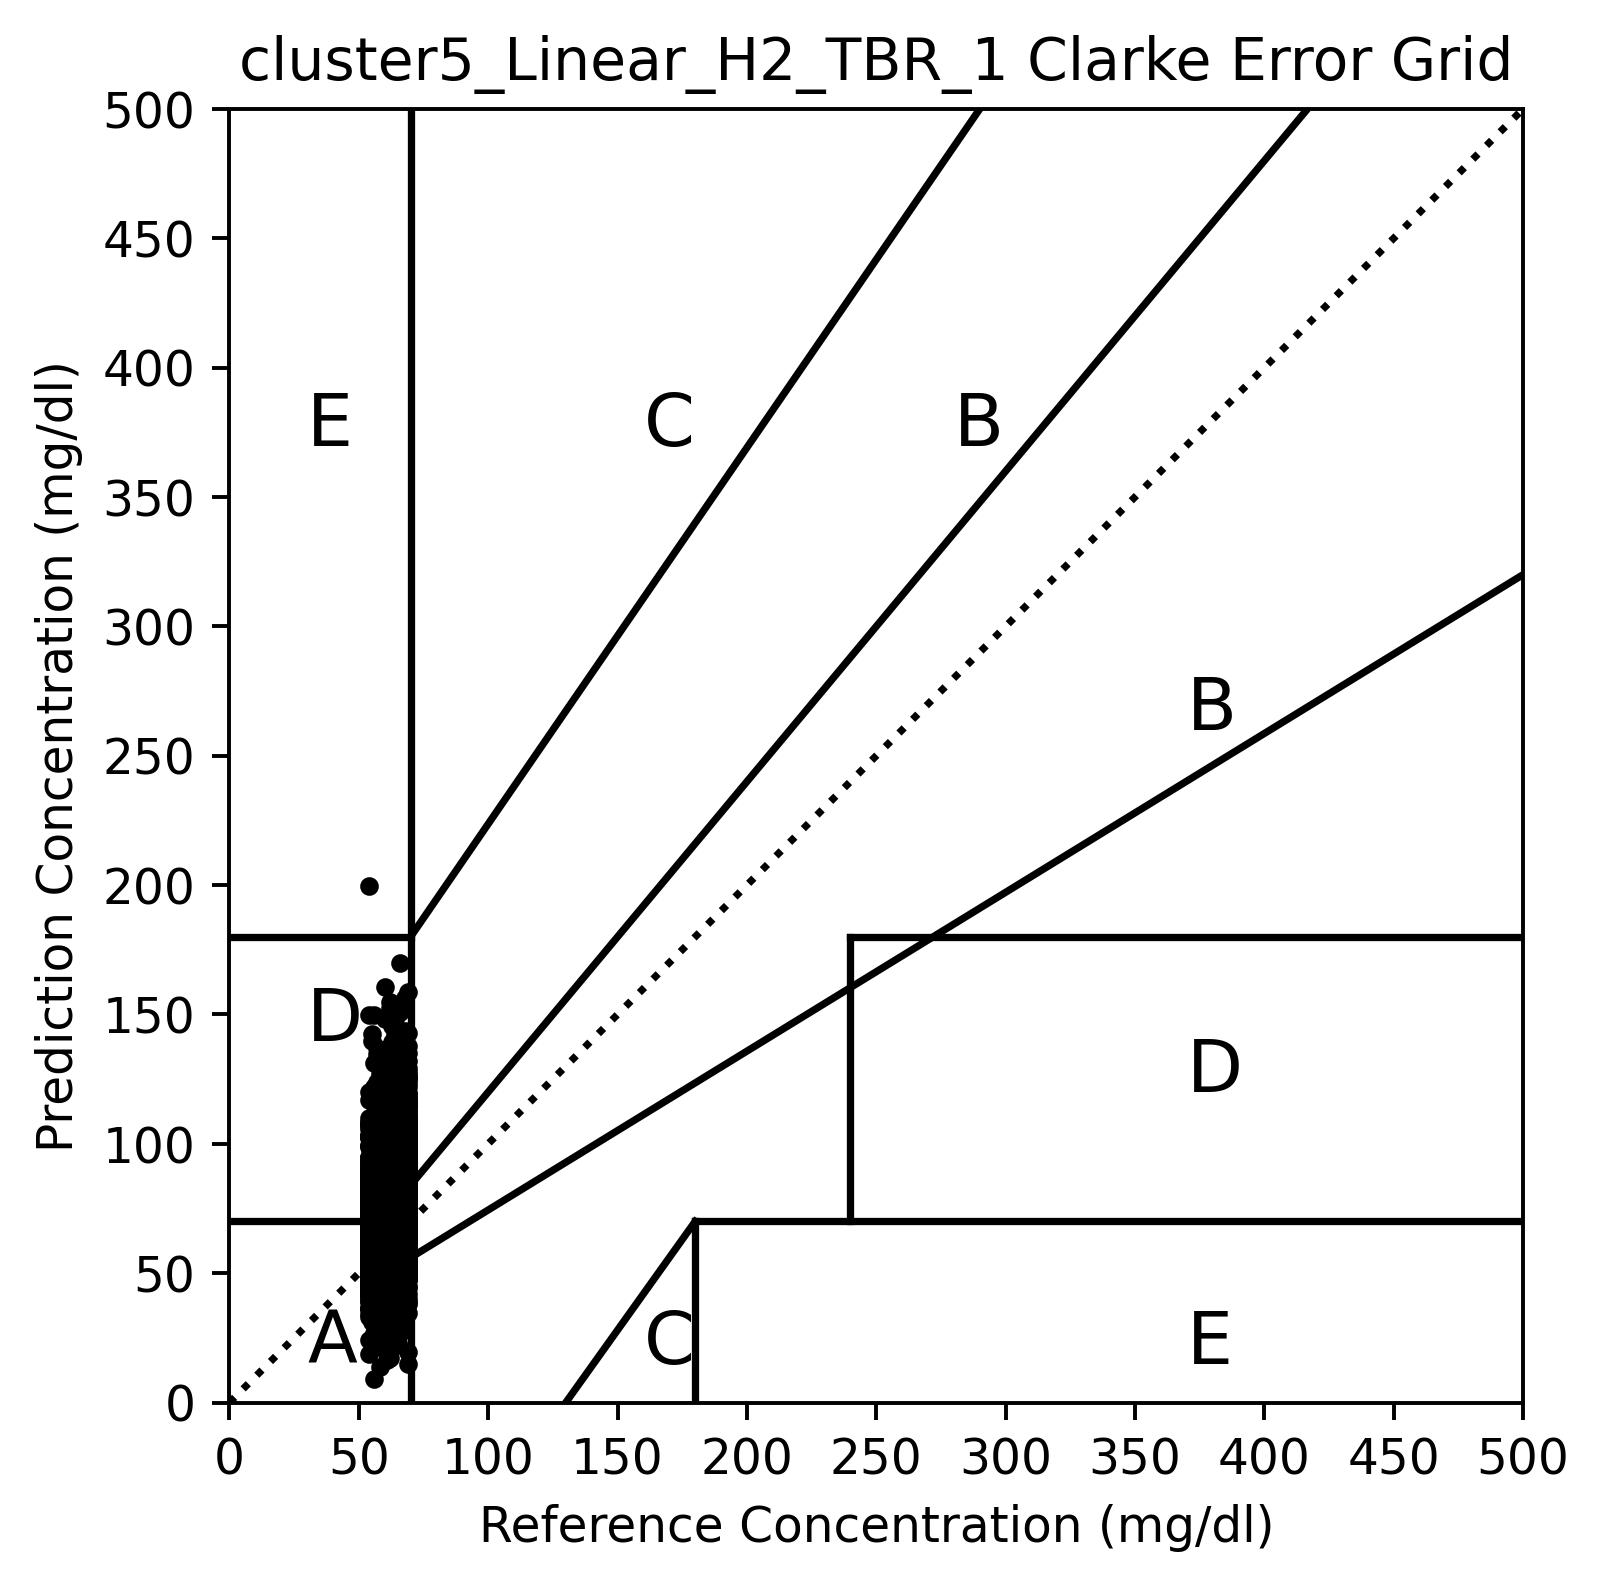 cluster5_Linear_H2_TBR_1 Clarke Error Grid
500
450
400
350
300
250
200
150
100
50
0
Prediction Concentration (mg/dl)
E
C
B
B
D
D
A
C
E
0 50 100 150 200 250 300 350 400 450 500
Reference Concentration (mg/dl)